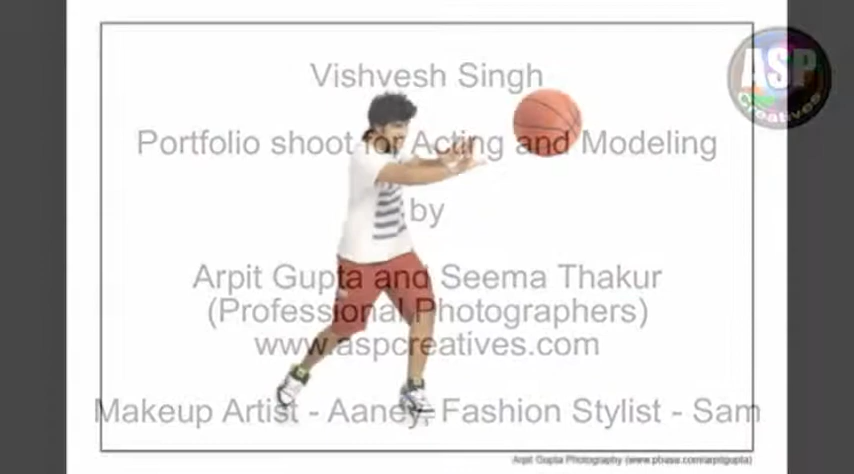 ASP
Creatives
Vishvesh Singh
Portfolio shoot for Acting and Modeling
by
Arpit Gupta and Seema Thakur
(Professional Photographers)
www.aspcreatives.com
Makeup Artist - Aaney Fashion Stylist - Sam
Arpit Gupta Photography (www.pbase.com/arpitgupta)